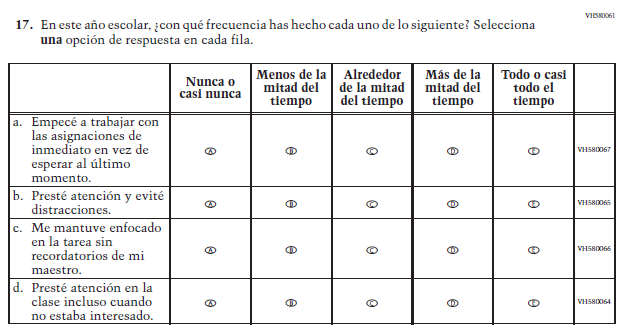 VH580061
17. En este año escolar, ¿con qué frecuencia has hecho cada uno de lo siguiente? Selecciona
una opción de respuesta en cada fila.
Nunca o
casi nunca
Menos de la
mitad del
tiempo
Alrededor
de la mitad
del tiempo
Más de la
mitad del
tiempo
Todo o casi
todo el
tiempo
a. Empecé a trabajar con
las asignaciones de
inmediato en vez de
esperar al último
momento.
A B C D E VH580067
b. Presté atención y evité
distracciones.
A B C D E VH580065
c. Me mantuve enfocado
en la tarea sin
recordatorios de mi
maestro.
A B C D E VH580066
d. Presté atención en la
clase incluso cuando
no estaba interesado.
A B C D E VH580064